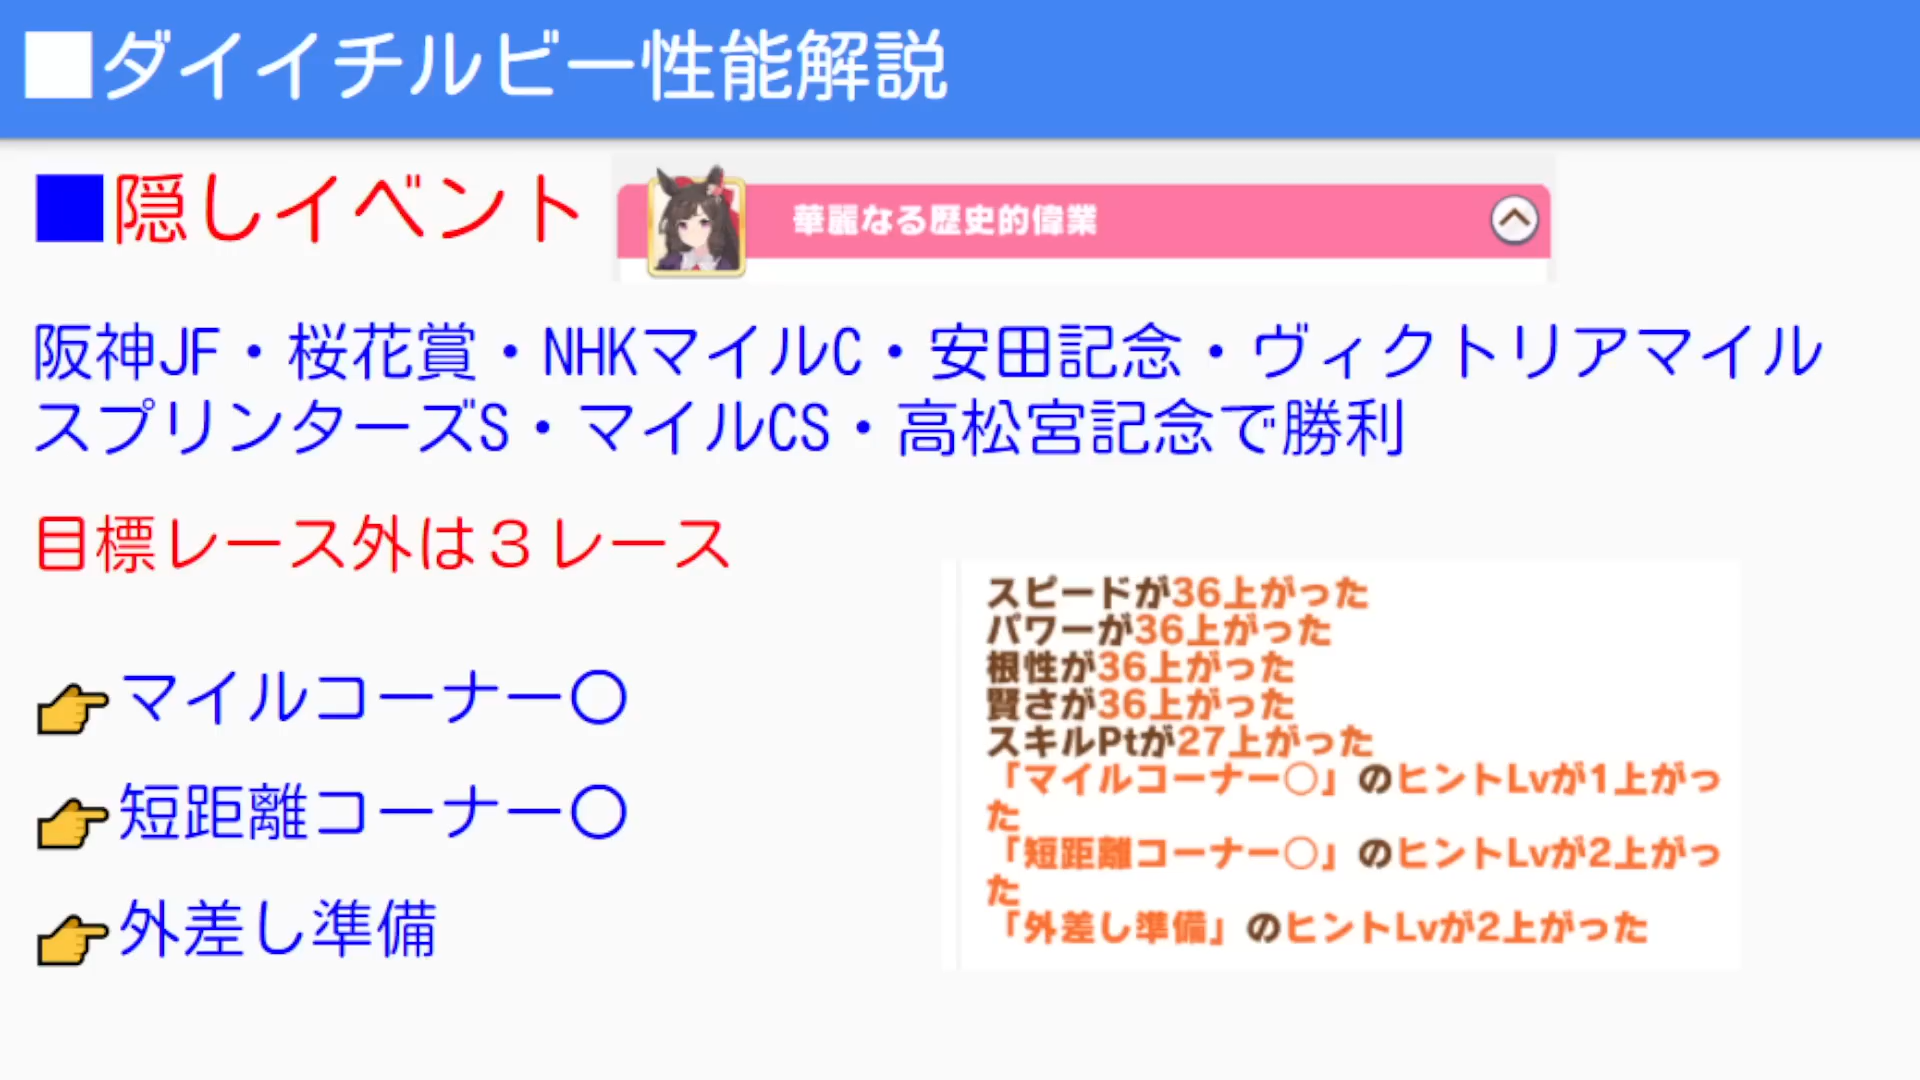 ■ダイイチルビー性能解説
■隠しイベント
華麗なる歴史的偉業
阪神JF・桜花賞・NHKマイルC・安田記念・ヴィクトリアマイル
スプリンターズS・マイルCS・高松宮記念で勝利
目標レース外は３レース
👉マイルコーナー〇
👉短距離コーナー〇
👉外差し準備
スピードが36上がった
パワーが36上がった
根性が36上がった
賢さが36上がった
スキルPtが27上がった
「マイルコーナー○」のヒントLvが1上がっ
た
「短距離コーナー○」のヒントLvが2上がっ
た
「外差し準備」のヒントLvが2上がった